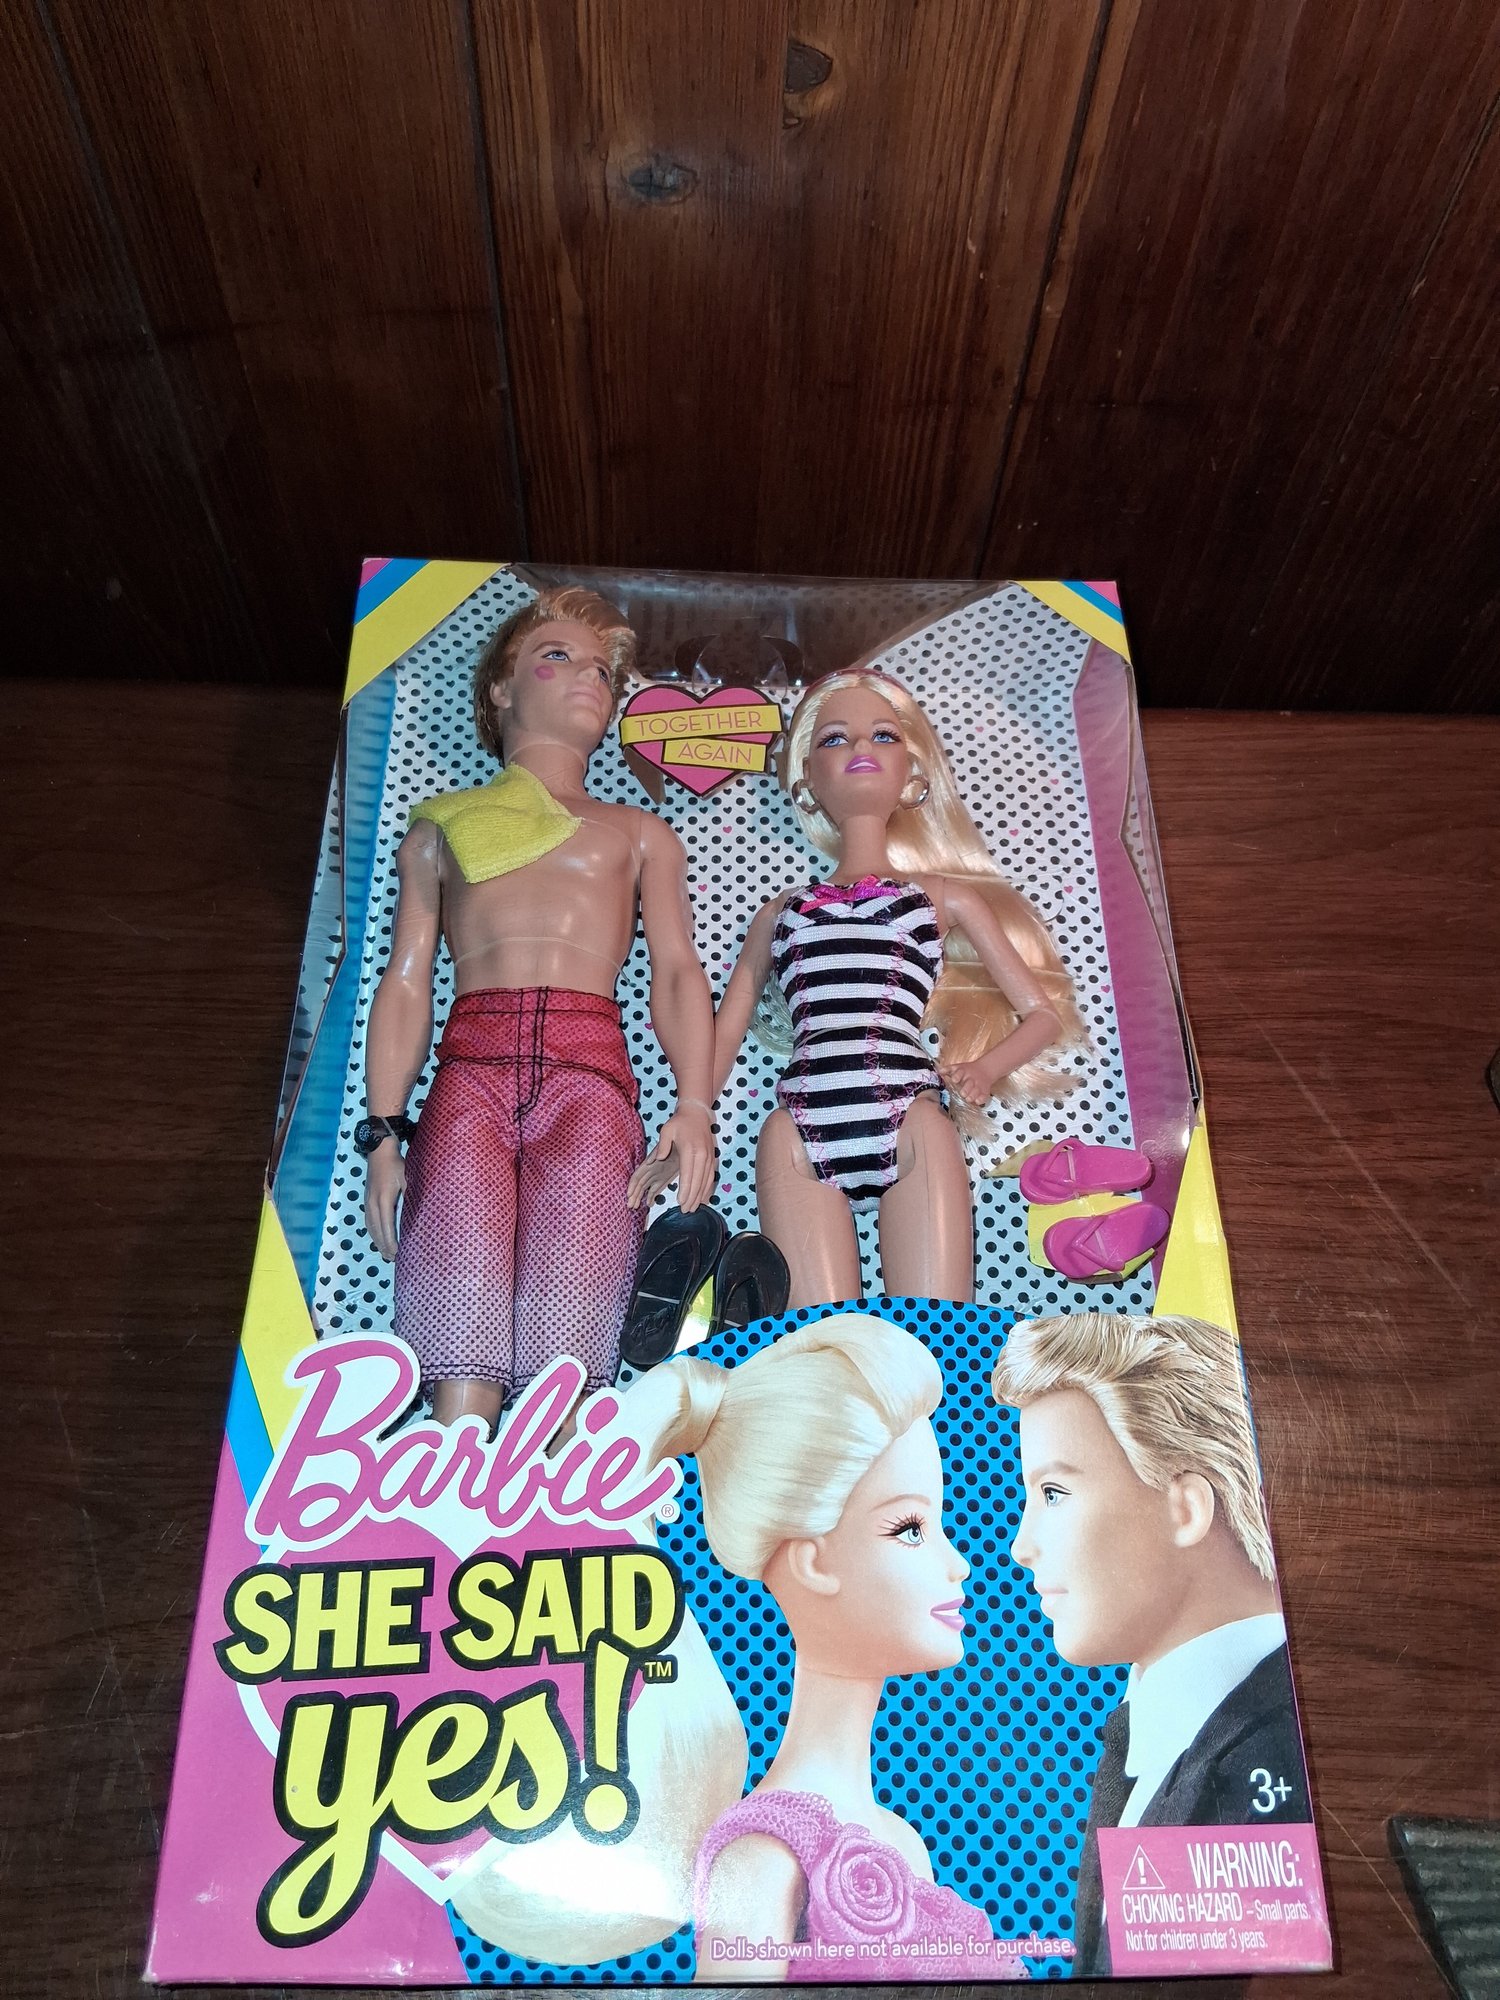 TOGETHER
AGAIN
Barbie®
SHE SAID
yes!™
3+
WARNING:
CHOKING HAZARD – Small parts.
Not for children under 3 years.
Dolls shown here not available for purchase.